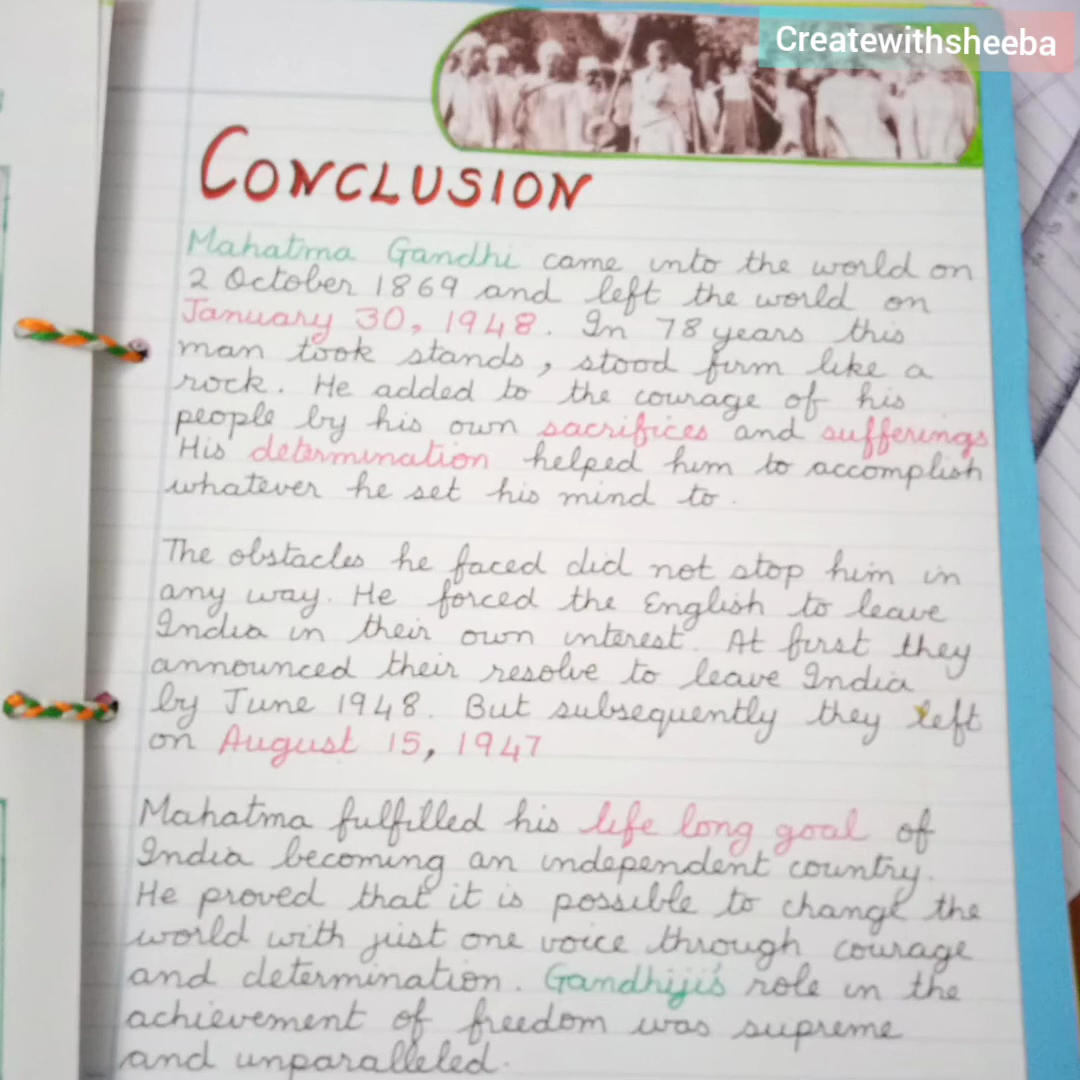 Createwithsheeba
CONCLUSION
Mahatma Gandhi came into the world on
2 October 1869 and left the world on
January 30, 1948. In 78 years this
man took stands, stood firm like a
rock. He added to the courage of his
people by his own sacrifices and sufferings
His determination helped him to accomplish
whatever he set his mind to.
The obstacles he faced did not stop him in
any way. He forced the English to leave
India in their own interest. At first they
announced their resolve to leave India
by June 1948. But subsequently they left
on August 15, 1947
Mahatma fulfilled his life long goal of
India becoming an independent country.
He proved that it is possible to change the
world with just one voice through courage
and determination. Gandhiji's role in the
achievement of freedom was supreme
and unparalleled.